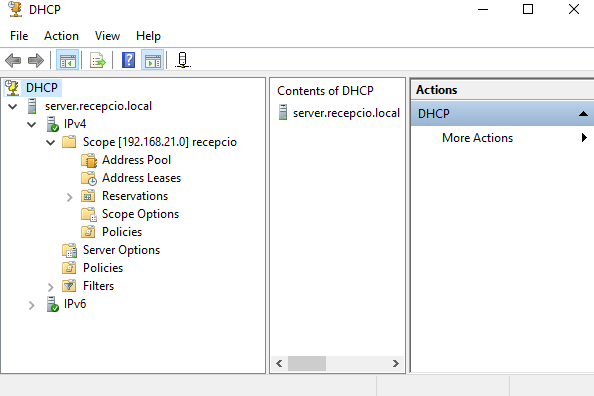 DHCP
File Action View Help
DHCP
server.recepcio.local
IPv4
Scope [192.168.21.0] recepcio
Address Pool
Address Leases
Reservations
Scope Options
Policies
Server Options
Policies
Filters
IPv6
Contents of DHCP
server.recepcio.local
Actions
DHCP
More Actions